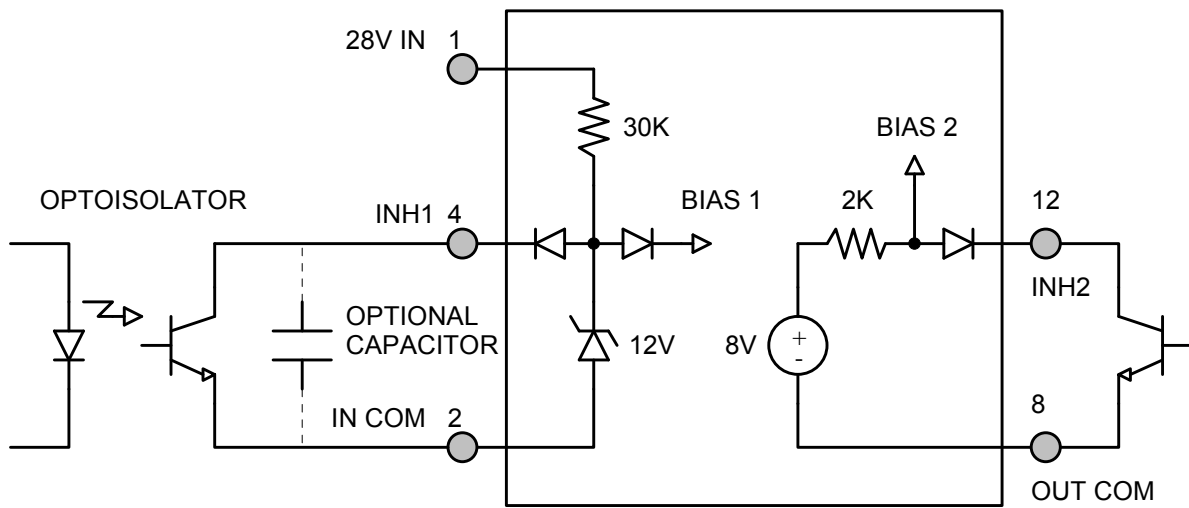 28V IN 1
30K
BIAS 2
OPTOISOLATOR
INH1 4
BIAS 1
2K
12
INH2
OPTIONAL
CAPACITOR
12V
8V
+
-
IN COM 2
8
OUT COM